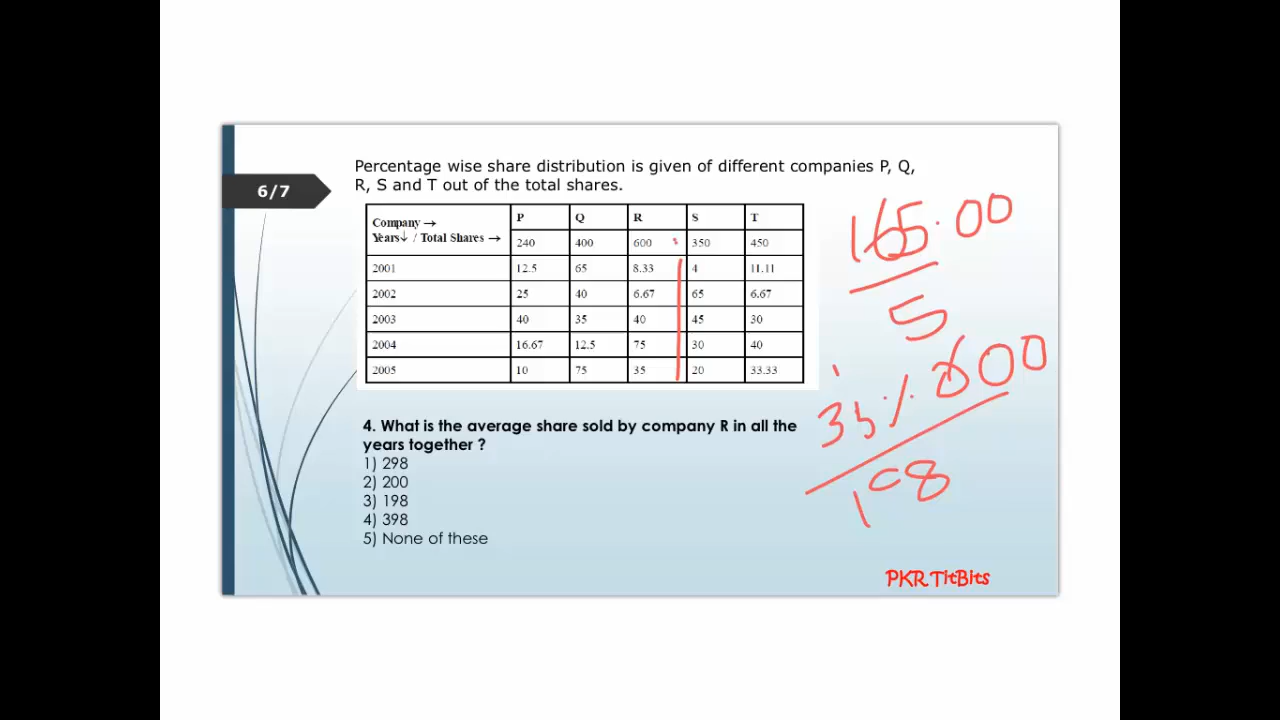 Percentage wise share distribution is given of different companies P, Q,
R, S and T out of the total shares.
6/7
Company → P Q R S T
Years↓ / Total Shares → 240 400 600 350 450
2001 12.5 65 8.33 4 11.11
2002 25 40 6.67 65 6.67
2003 40 35 40 45 30
2004 16.67 12.5 75 30 40
2005 10 75 35 20 33.33
165.00
5
33% 600
198
4. What is the average share sold by company R in all the
years together ?
1) 298
2) 200
3) 198
4) 398
5) None of these
PKR TitBits